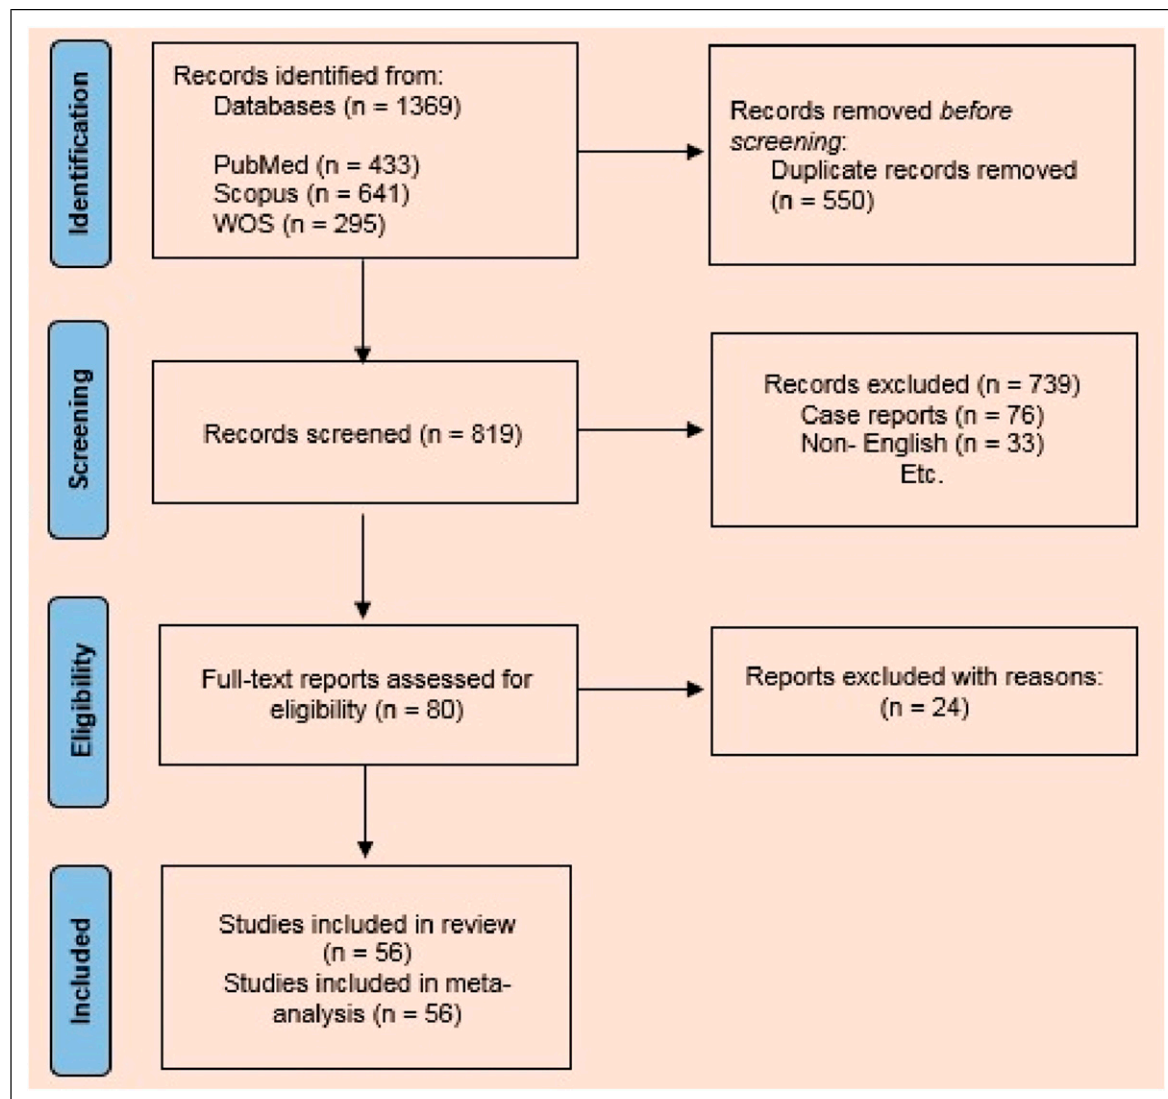 Identification
Records identified from:
Databases (n = 1369)
PubMed (n = 433)
Scopus (n = 641)
WOS (n = 295)
Records removed before
screening:
Duplicate records removed
(n = 550)
Screening
Records screened (n = 819)
Records excluded (n = 739)
Case reports (n = 76)
Non- English (n = 33)
Etc.
Eligibility
Full-text reports assessed for
eligibility (n = 80)
Reports excluded with reasons:
(n = 24)
Included
Studies included in review
(n = 56)
Studies included in meta-
analysis (n = 56)